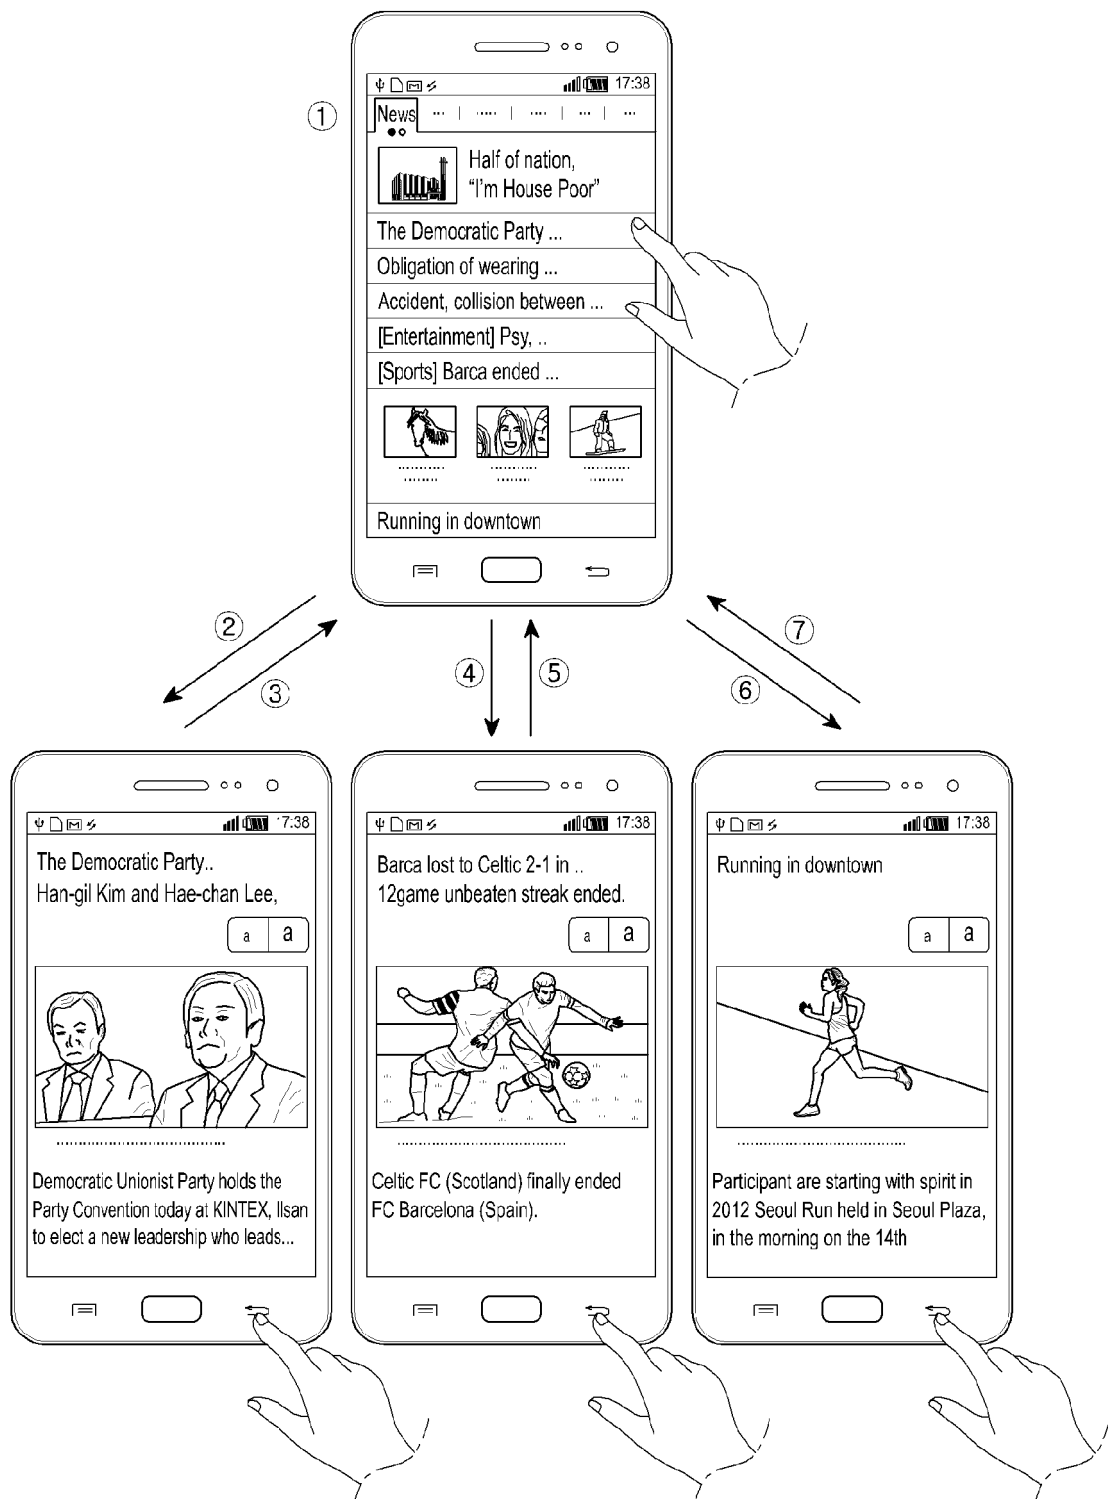 17:38
①
News
Half of nation,
“I’m House Poor”
The Democratic Party ...
Obligation of wearing ...
Accident, collision between ...
[Entertainment] Psy, ..
[Sports] Barca ended ...
Running in downtown
②
③
④
⑤
⑥
⑦
17:38
The Democratic Party..
Han-gil Kim and Hae-chan Lee,
a a
Democratic Unionist Party holds the
Party Convention today at KINTEX, Ilsan
to elect a new leadership who leads...
17:38
Barca lost to Celtic 2-1 in ..
12game unbeaten streak ended.
a a
Celtic FC (Scotland) finally ended
FC Barcelona (Spain).
17:38
Running in downtown
a a
Participant are starting with spirit in
2012 Seoul Run held in Seoul Plaza,
in the morning on the 14th